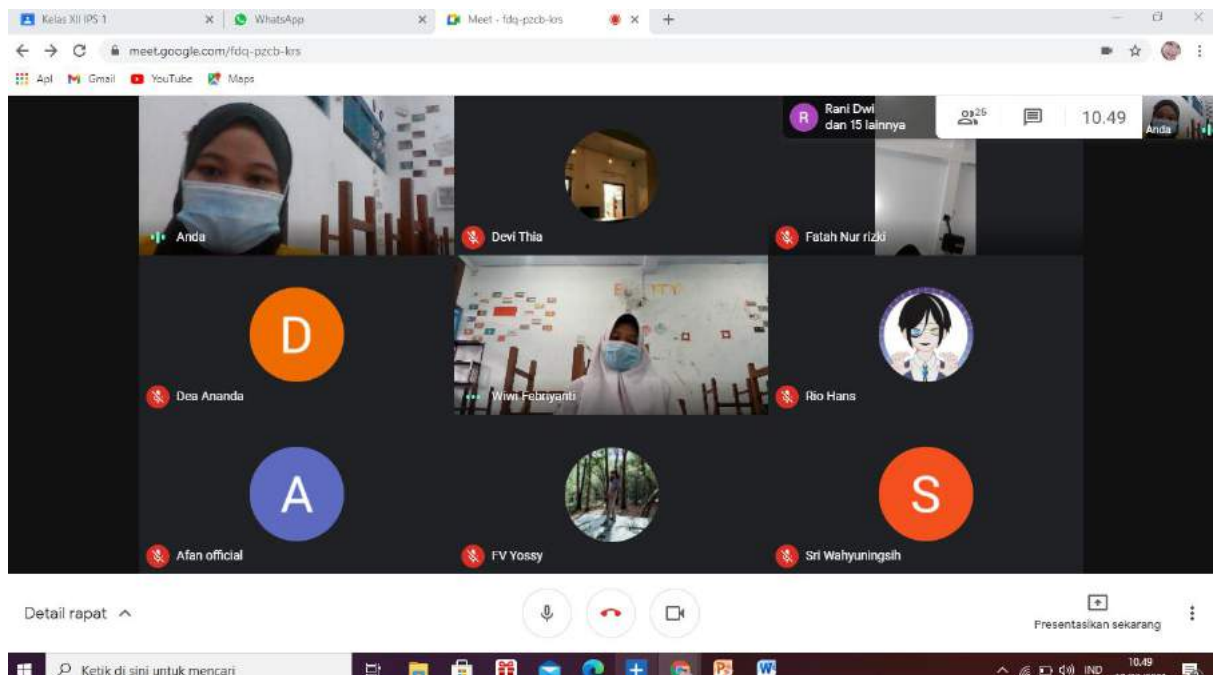 Kelas XII IPS 1
WhatsApp
Meet - fdq-pzcb-krs
meet.google.com/fdq-pzcb-krs
Apl
Gmail
YouTube
Maps
R
Rani Dwi
dan 15 lainnya
25
10.49
Anda
Anda
Devi Thia
Fatah Nur rizki
D
Dea Ananda
Wiwi Febriyanti
Rio Hans
A
Afan official
FV Yossy
S
Sri Wahyuningsih
Detail rapat
Presentasikan sekarang
Ketik di sini untuk mencari
IND
10.49